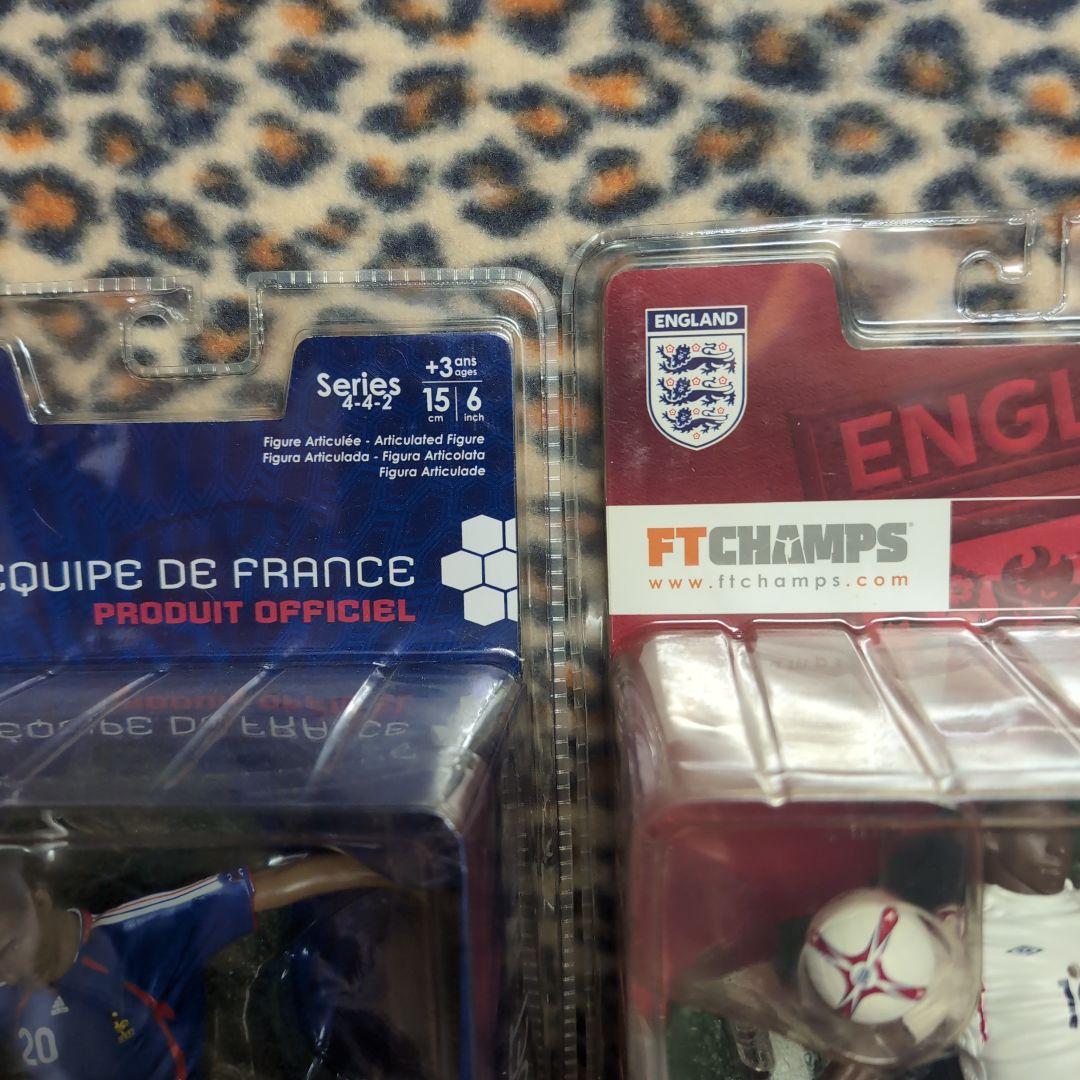 Series
4-4-2
+3 ans
ages
15 cm | 6 inch
Figure Articulée - Articulated Figure
Figura Articulada - Figura Articolata
Figura Articulade
EQUIPE DE FRANCE
PRODUIT OFFICIEL
20
ENGLAND
ENGL
FTCHAMPS
www.ftchamps.com